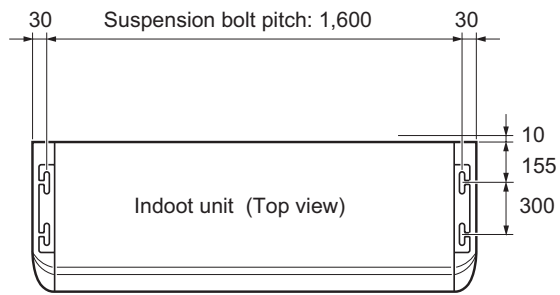 30 Suspension bolt pitch: 1,600 30
10
155
Indoot unit (Top view) 300